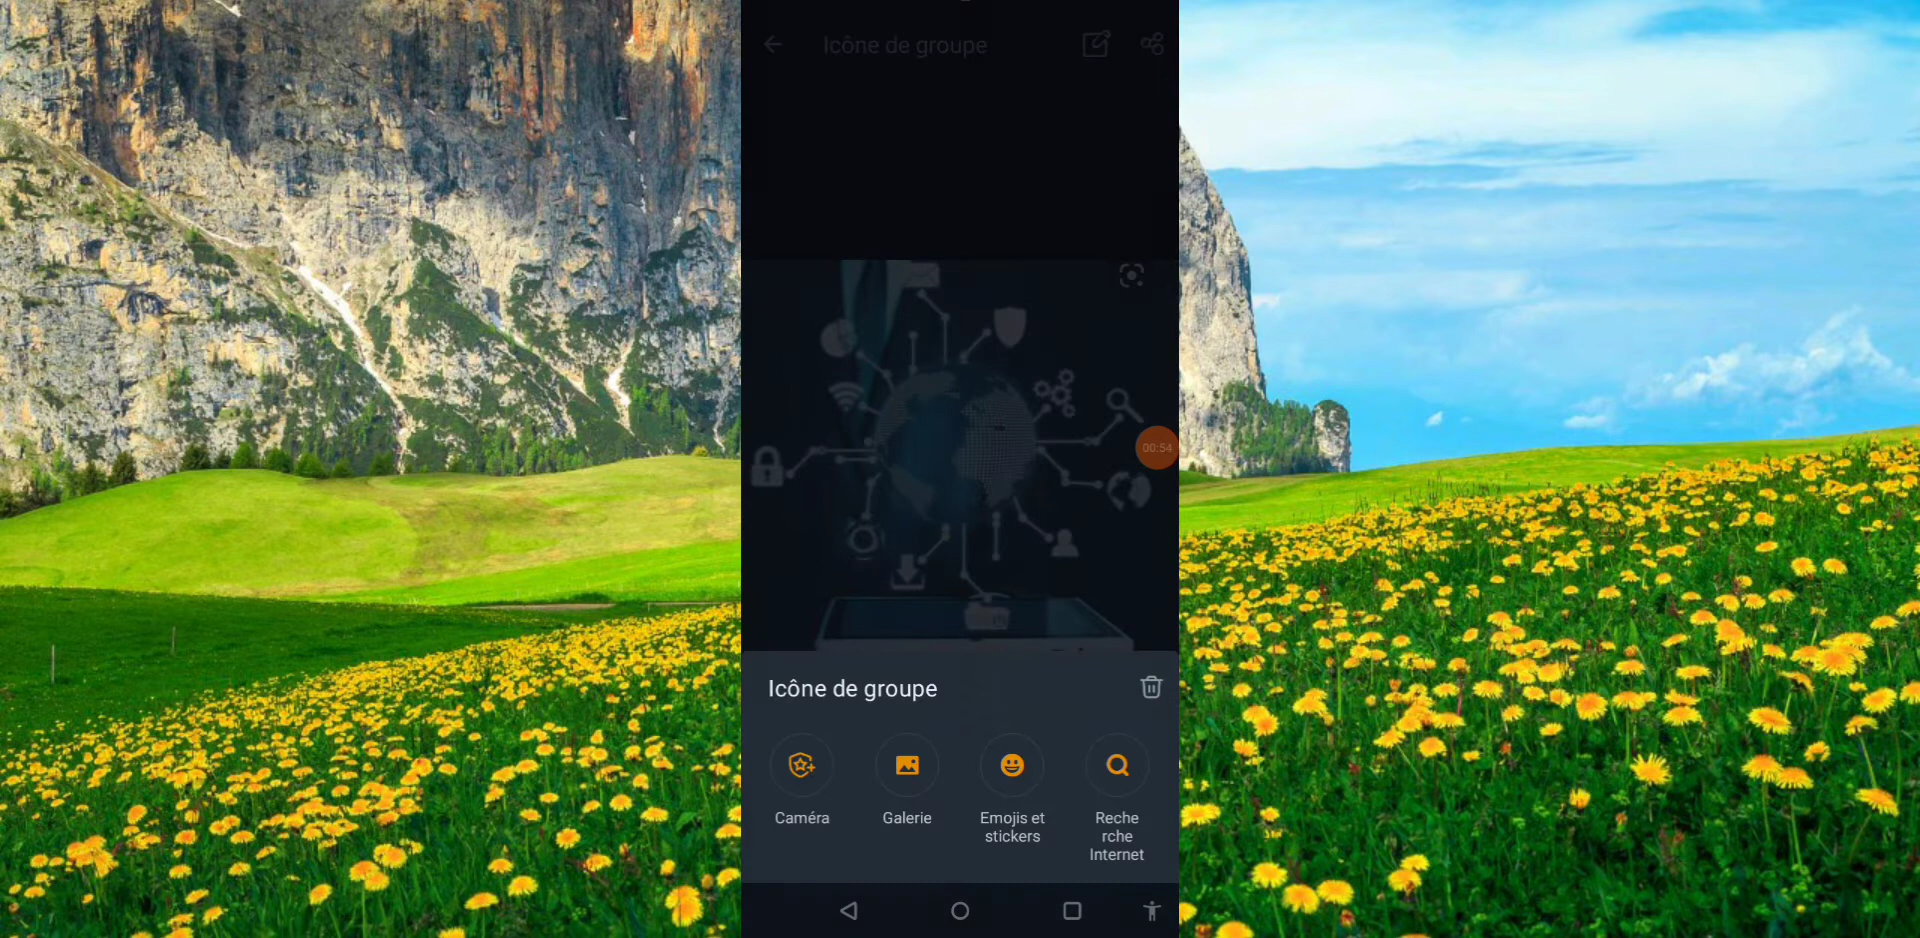 Icône de groupe
00:54
Icône de groupe
Caméra
Galerie
Emojis et
stickers
Reche
rche
Internet